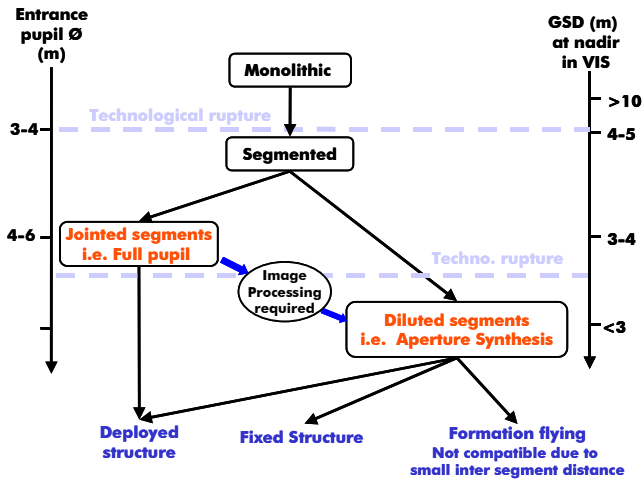 Entrance
pupil Ø
(m)
GSD (m)
at nadir
in VIS
Monolithic
>10
Technological rupture
3-4
4-5
Segmented
4-6
Jointed segments
i.e. Full pupil
3-4
Techno. rupture
Image
Processing
required
Diluted segments
i.e. Aperture Synthesis
<3
Deployed
structure
Fixed Structure
Formation flying
Not compatible due to
small inter segment distance